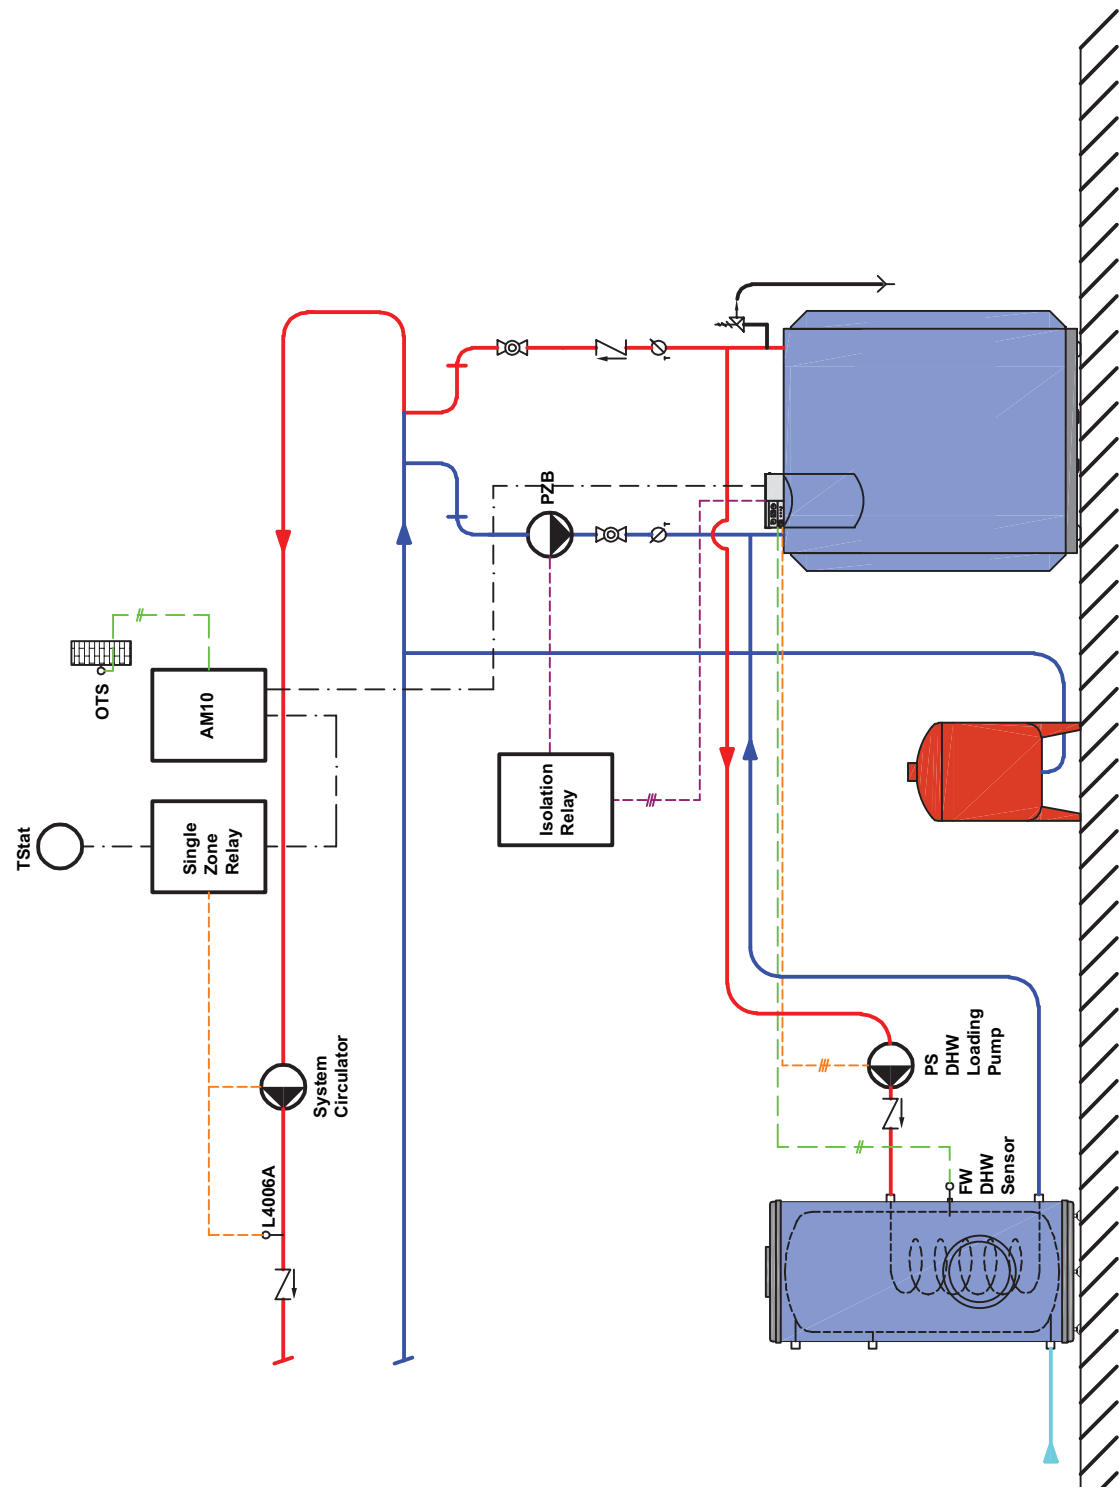 TStat
OTS
AM10
Single
Zone
Relay
System
Circulator
L4006A
PZB
Isolation
Relay
T
T
PS
DHW
Loading
Pump
FW
DHW
Sensor